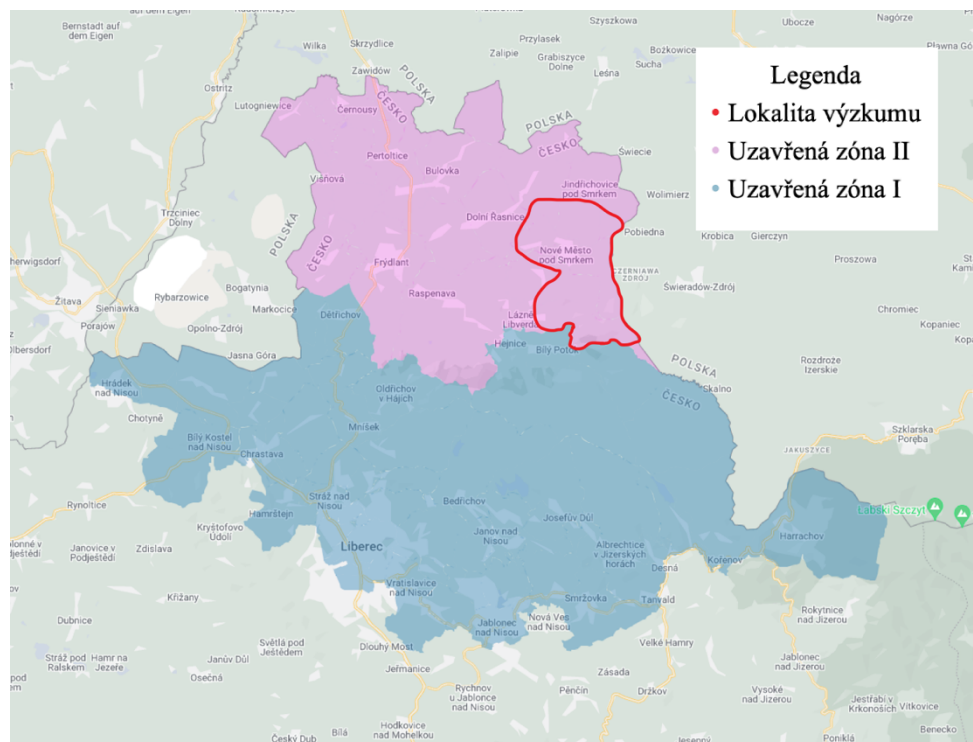 Bernstadt auf
dem Eigen
Szyszkowa
Ubocze
Nagórze
Wilka
Skrzydlice
Przylasek
Zalipie
Grabiszyce
Dolne
Bożkowice
Ostritz
Zawidów
POLSKA
Leśna
Sucha
Lutogniewice
ČESKO
Černousy
POLSKA
ČESKO
Świecie
Pertoltice
Bulovka
Višňová
Jindřichovice
pod Smrkem
Wolimierz
Trzciniec
Dolny
POLSKA
ČESKO
Dolní Řasnice
Pobiedna
Krobica
Gierczyn
Nové Město
pod Smrkem
Frýdlant
CZERNIAWA
ZDRÓJ
Proszowa
Żitava
Sieniawka
Rybarzowice
Bogatynia
Raspenava
Świeradów-Zdrój
Markocice
Dětřichov
Lázně
Libverda
Chromiec
Porajów
Opolno-Zdrój
Kopaniec
Jasna Góra
Hejnice
Bílý Potok
POLSKA
ČESKO
Rozdroże
Izerskie
Hrádek
nad Nisou
Oldřichov
v Hájích
Skalno
Chotyně
Mníšek
Szklarska
Poręba
Bílý Kostel
nad Nisou
Chrastava
JAKUSZYCE
Rynoltice
Stráž nad
Nisou
Bedřichov
Labski Szczyt
Hamrštejn
Josefův Důl
Kryštofovo
Údolí
Janov nad
Nisou
Harrachov
Janovice v
Podještědí
Zdislava
Liberec
Albrechtice
v Jizerských
horách
Desná
Kořenov
Křižany
Vratislavice
nad Nisou
Smržovka
Tanvald
Dubnice
Jablonec
nad Nisou
Nová Ves
nad Nisou
Rokytnice
nad Jizerou
Světlá pod
Ještědem
Dlouhý Most
Velké Hamry
Stráž pod
Ralskem
Hamr na
Jezeře
Janův Důl
Osečná
Jeřmanice
Zásada
Jablonec
nad Jizerou
Rychnov
u Jablonce
nad Nisou
Pěnčín
Držkov
Vysoké
nad Jizerou
Jestřabí v
Krkonoších
Vítkovice
Hodkovice
nad Mohelkou
Český Dub
Bílá
Poniklá
Benecko
Legenda
Lokalita výzkumu
Uzavřená zóna II
Uzavřená zóna I